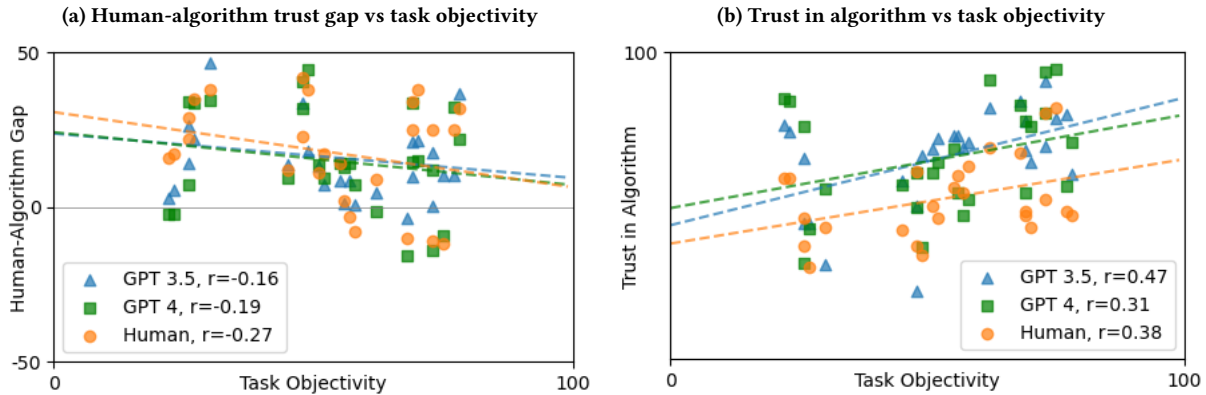 (a) Human-algorithm trust gap vs task objectivity
50
0
-50
Human-Algorithm Gap
GPT 3.5, r=-0.16
GPT 4, r=-0.19
Human, r=-0.27
0
Task Objectivity
100
(b) Trust in algorithm vs task objectivity
100
Trust in Algorithm
GPT 3.5, r=0.47
GPT 4, r=0.31
Human, r=0.38
0
Task Objectivity
100